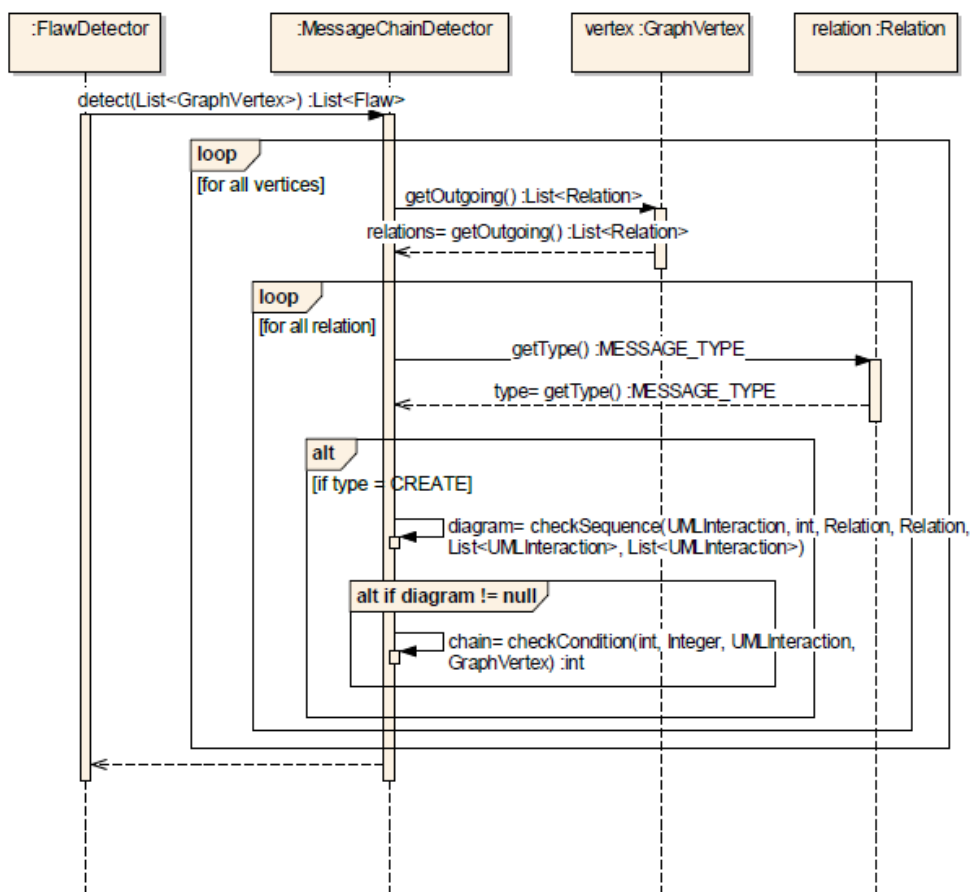 :FlawDetector
:MessageChainDetector
vertex :GraphVertex
relation :Relation
detect(List<GraphVertex>) :List<Flaw>
loop
[for all vertices]
getOutgoing() :List<Relation>
relations= getOutgoing() :List<Relation>
loop
[for all relation]
getType() :MESSAGE_TYPE
type= getType() :MESSAGE_TYPE
alt
[if type = CREATE]
diagram= checkSequence(UMLInteraction, int, Relation, Relation,
List<UMLInteraction>, List<UMLInteraction>)
alt if diagram != null
chain= checkCondition(int, Integer, UMLInteraction,
GraphVertex) :int